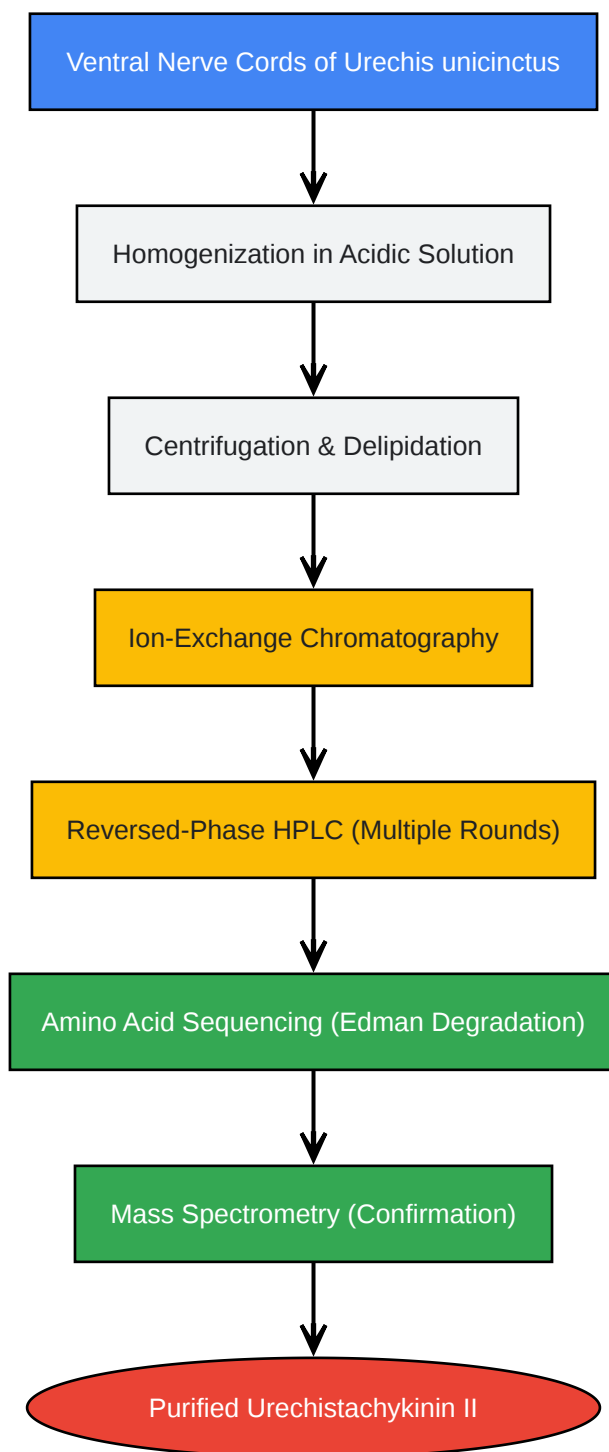 Ventral Nerve Cords of Urechis unicinctus
Homogenization in Acidic Solution
Centrifugation & Delipidation
Ion-Exchange Chromatography
Reversed-Phase HPLC (Multiple Rounds)
Amino Acid Sequencing (Edman Degradation)
Mass Spectrometry (Confirmation)
Purified Urechistachykinin II